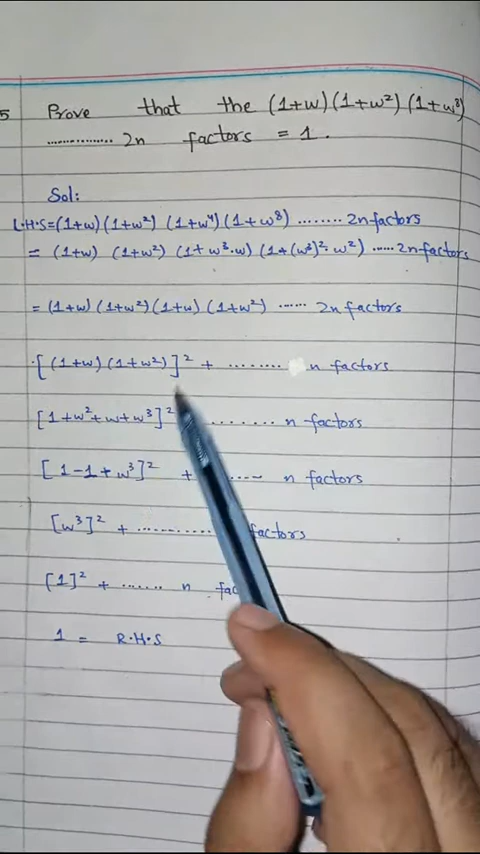 5 Prove that the (1+w)(1+w²)(1+w⁸)
............... 2n factors = 1.
Sol:
L.H.S=(1+w)(1+w²) (1+w⁴)(1+w⁸) ........ 2n factors
= (1+w) (1+w²) (1+w³.w) (1+(w³)².w²) ..... 2n factors
= (1+w) (1+w²)(1+w) (1+w²) ...... 2n factors
[(1+w)(1+w²)]² + ........ n factors
[1+w²+w+w³]² ........ n factors
[1-1+w³]² + ..... n factors
[w³]² + ........... factors
[1]² + ....... n
1 = R.H.S